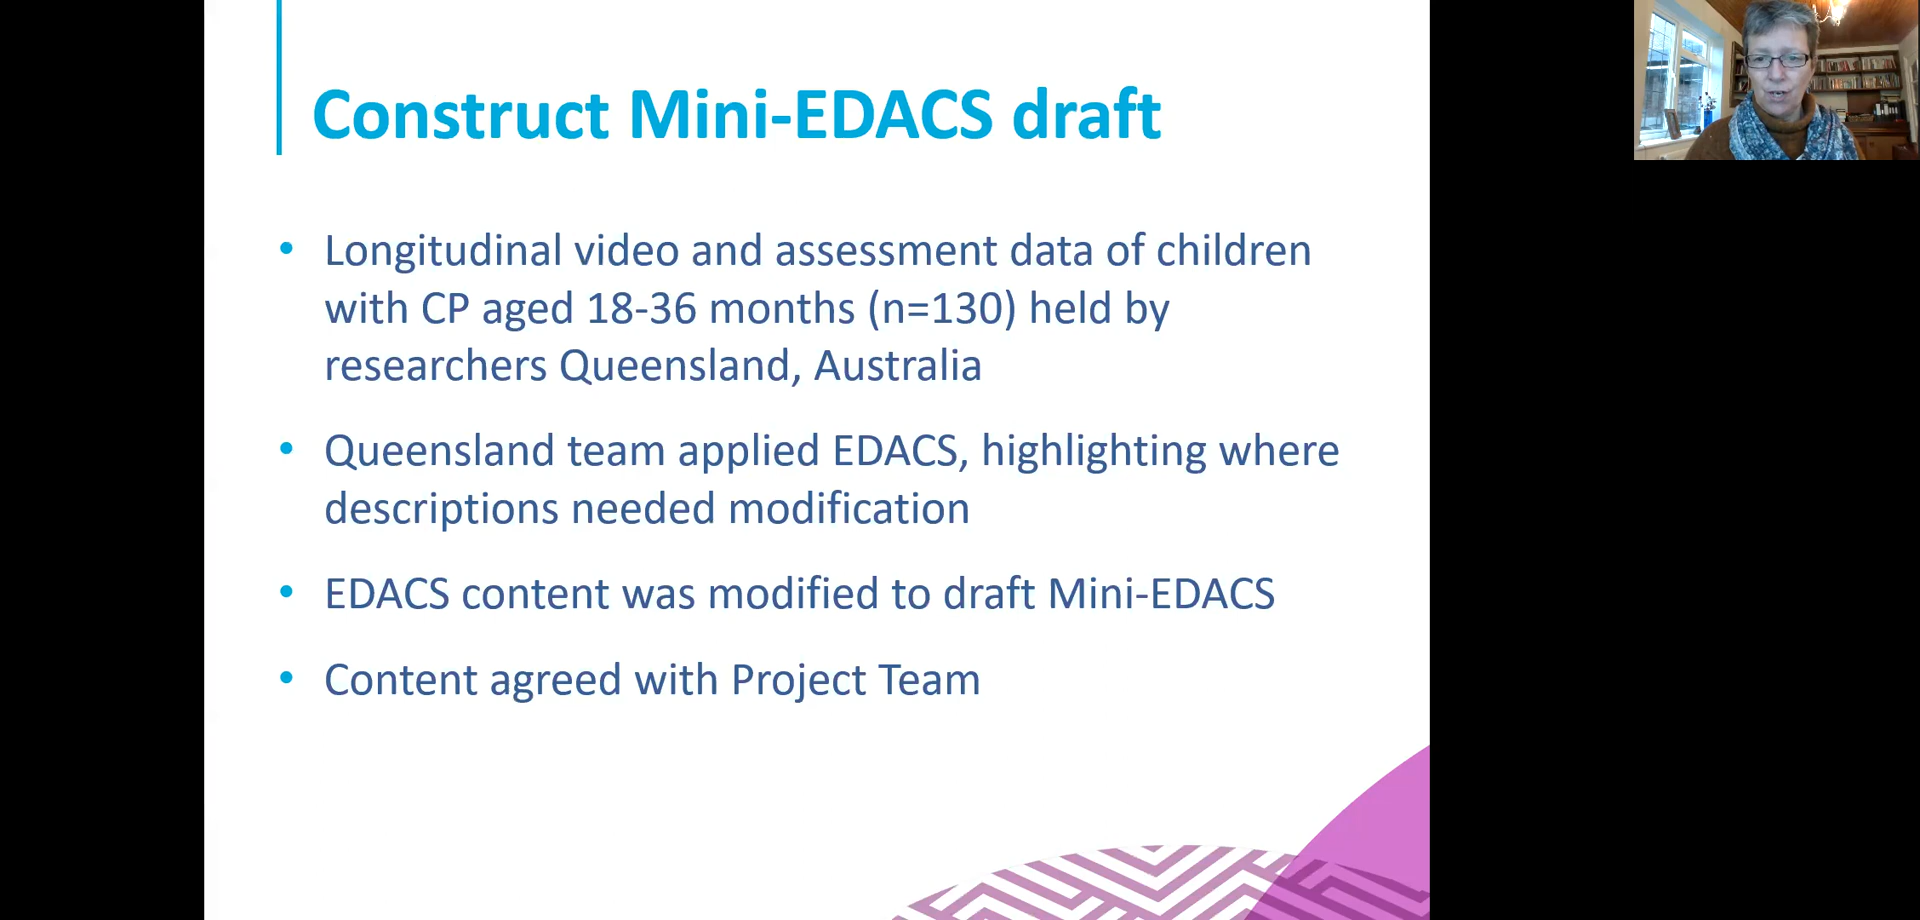 Construct Mini-EDACS draft
• Longitudinal video and assessment data of children
with CP aged 18-36 months (n=130) held by
researchers Queensland, Australia
• Queensland team applied EDACS, highlighting where
descriptions needed modification
• EDACS content was modified to draft Mini-EDACS
• Content agreed with Project Team